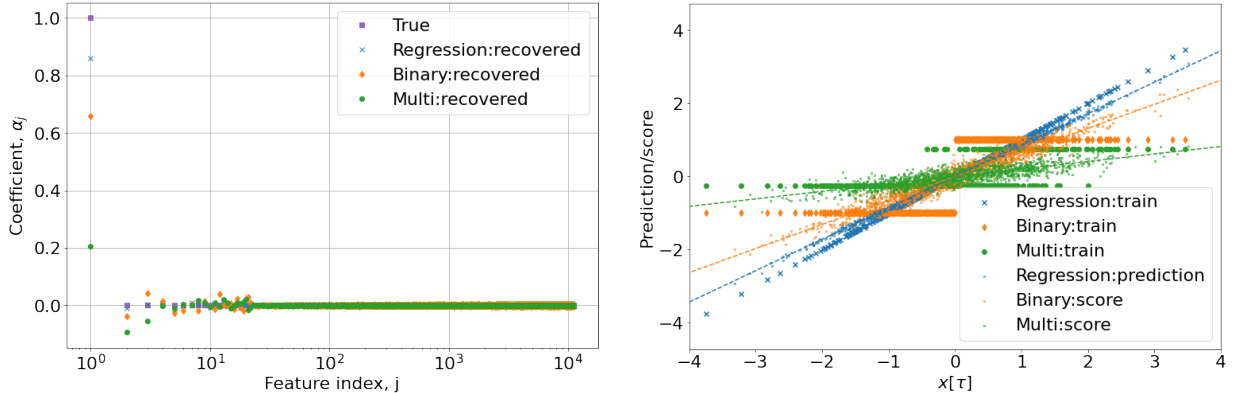 1.0
0.8
0.6
0.4
0.2
0.0
Coefficient, αⱼ
True
Regression:recovered
Binary:recovered
Multi:recovered
10⁰
10¹
10²
10³
10⁴
Feature index, j
4
2
0
−2
−4
Prediction/score
Regression:train
Binary:train
Multi:train
Regression:prediction
Binary:score
Multi:score
−4 −3 −2 −1 0 1 2 3 4
x[τ]